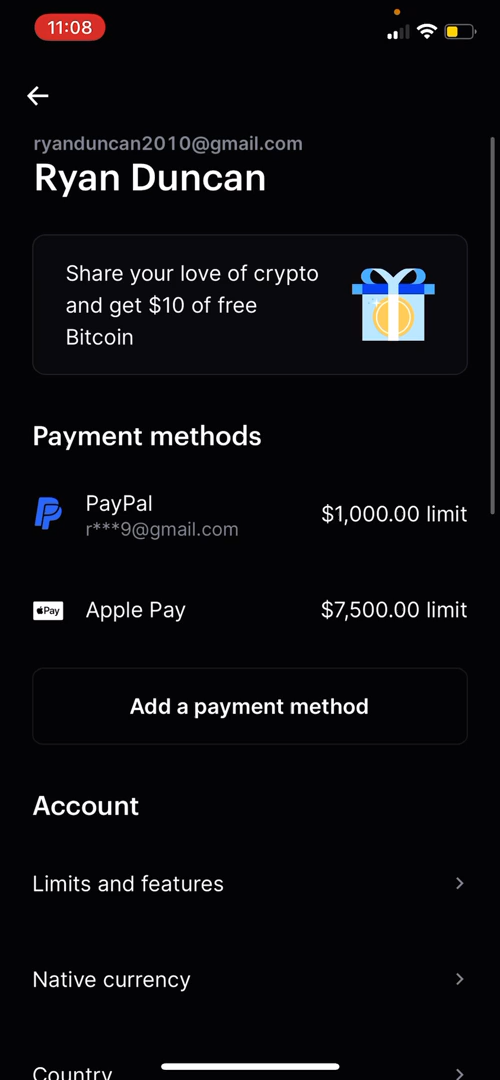 11:08
ryanduncan2010@gmail.com
Ryan Duncan
Share your love of crypto
and get $10 of free
Bitcoin
Payment methods
PayPal
$1,000.00 limit
r***9@gmail.com
Pay
Apple Pay
$7,500.00 limit
Add a payment method
Account
Limits and features
Native currency
Country